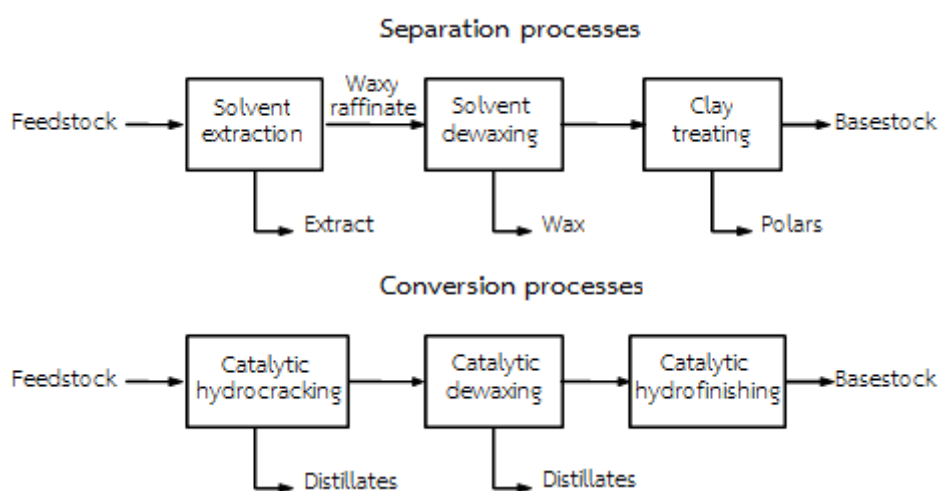 Separation processes
Feedstock
Solvent
extraction
Waxy
raffinate
Solvent
dewaxing
Clay
treating
Basestock
Extract
Wax
Polars
Conversion processes
Feedstock
Catalytic
hydrocracking
Catalytic
dewaxing
Catalytic
hydrofinishing
Basestock
Distillates
Distillates